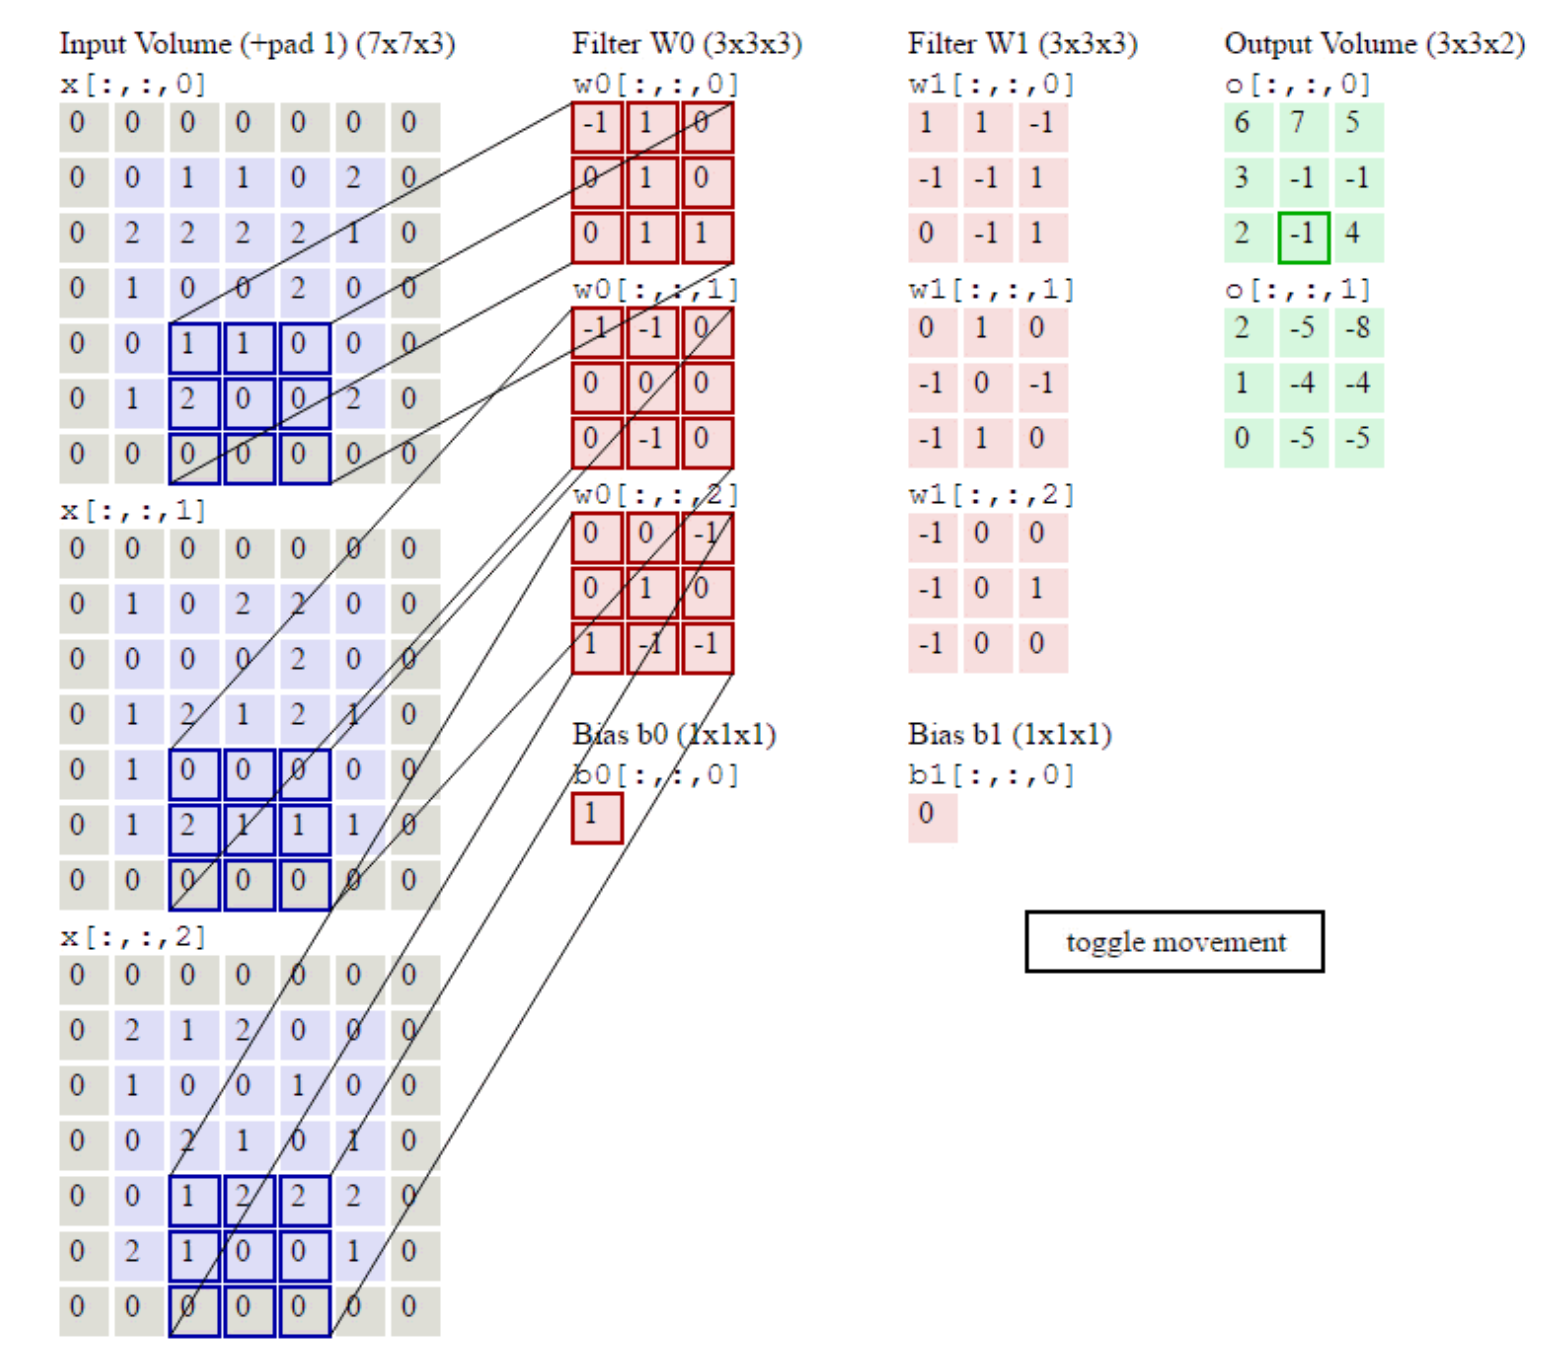 Input Volume (+pad 1) (7x7x3)
x[:,:,0]
0 0 0 0 0 0 0
0 0 1 1 0 2 0
0 2 2 2 2 1 0
0 1 0 0 2 0 0
0 0 1 1 0 0 0
0 1 2 0 0 2 0
0 0 0 0 0 0 0
x[:,:,1]
0 0 0 0 0 0 0
0 1 0 2 2 0 0
0 0 0 0 2 0 0
0 1 2 1 2 1 0
0 1 0 0 0 0 0
0 1 2 1 1 1 0
0 0 0 0 0 0 0
x[:,:,2]
0 0 0 0 0 0 0
0 2 1 2 0 0 0
0 1 0 0 1 0 0
0 0 2 1 0 1 0
0 0 1 2 2 2 0
0 2 1 0 0 1 0
0 0 0 0 0 0 0
Filter W0 (3x3x3)
w0[:,:,0]
-1 1 0
0 1 0
0 1 1
w0[:,:,1]
-1 -1 0
0 0 0
0 -1 0
w0[:,:,2]
0 0 -1
0 1 0
1 -1 -1
Bias b0 (1x1x1)
b0[:,:,0]
1
Filter W1 (3x3x3)
w1[:,:,0]
1 1 -1
-1 -1 1
0 -1 1
w1[:,:,1]
0 1 0
-1 0 -1
-1 1 0
w1[:,:,2]
-1 0 0
-1 0 1
-1 0 0
Bias b1 (1x1x1)
b1[:,:,0]
0
Output Volume (3x3x2)
o[:,:,0]
6 7 5
3 -1 -1
2 -1 4
o[:,:,1]
2 -5 -8
1 -4 -4
0 -5 -5
toggle movement